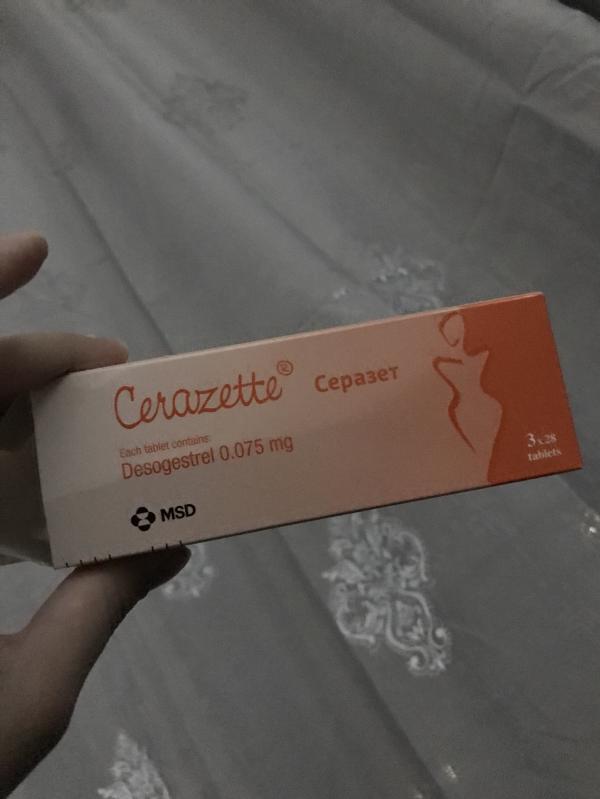 Cerazette® Серазет
Each tablet contains:
Desogestrel 0.075 mg
MSD
3 x 28
tablets